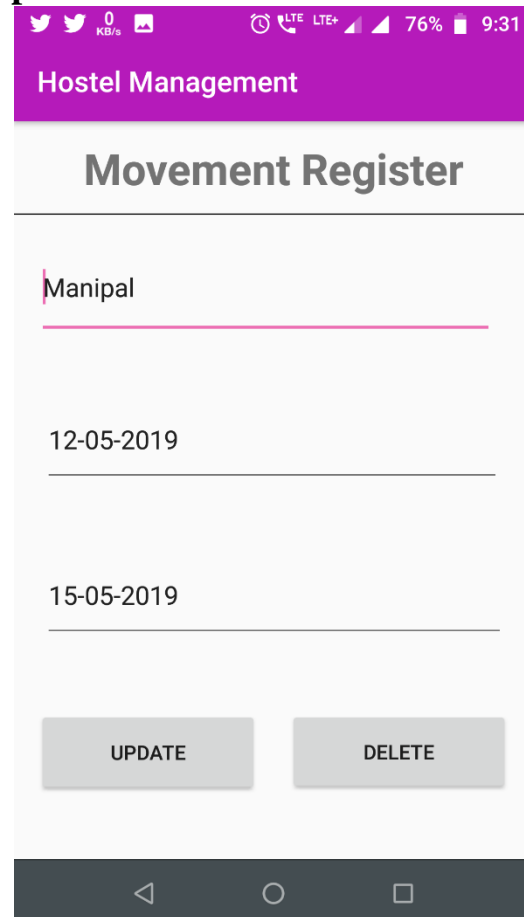 0
KB/s LTE LTE+ 76% 9:31
Hostel Management
Movement Register
Manipal
12-05-2019
15-05-2019
UPDATE DELETE